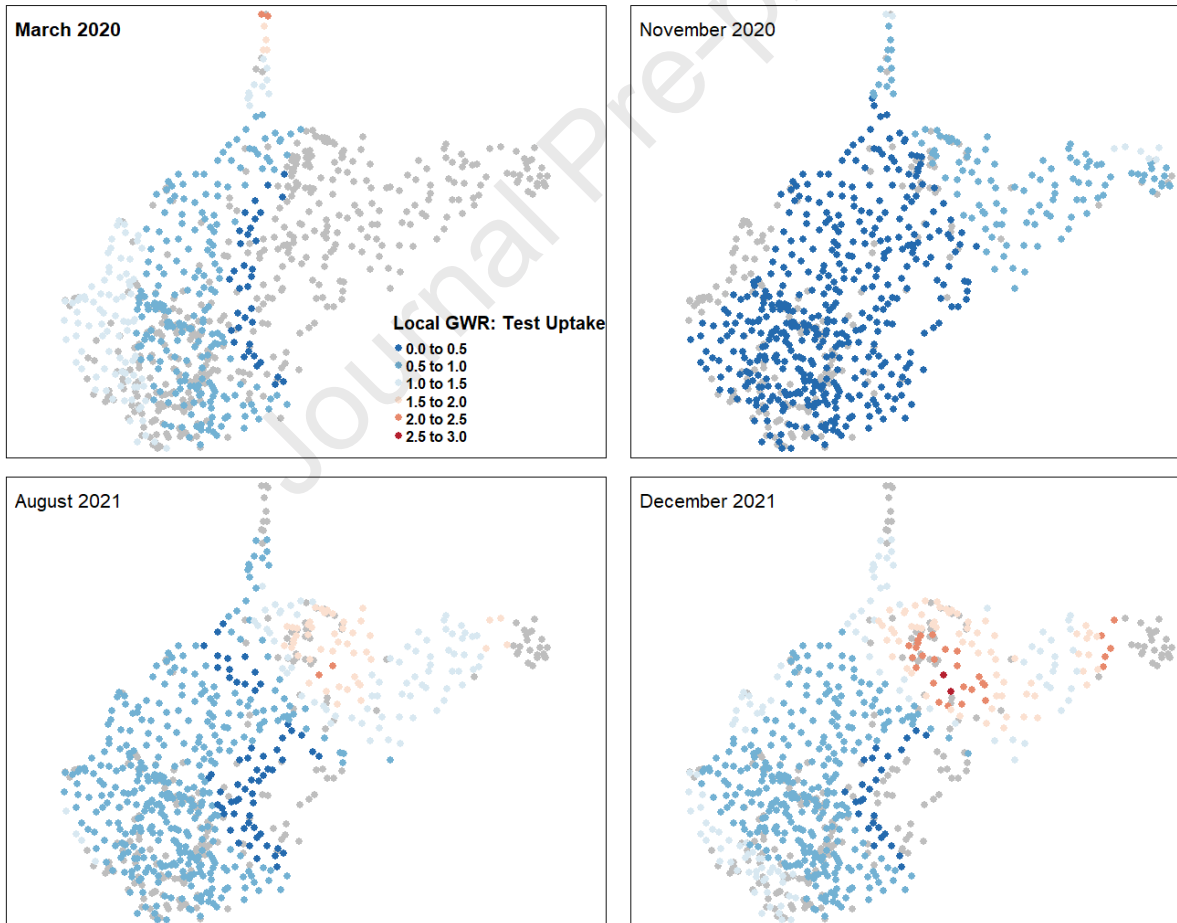 March 2020
November 2020
Local GWR: Test Uptake
0.0 to 0.5
0.5 to 1.0
1.0 to 1.5
1.5 to 2.0
2.0 to 2.5
2.5 to 3.0
August 2021
December 2021
Journal Pre-p